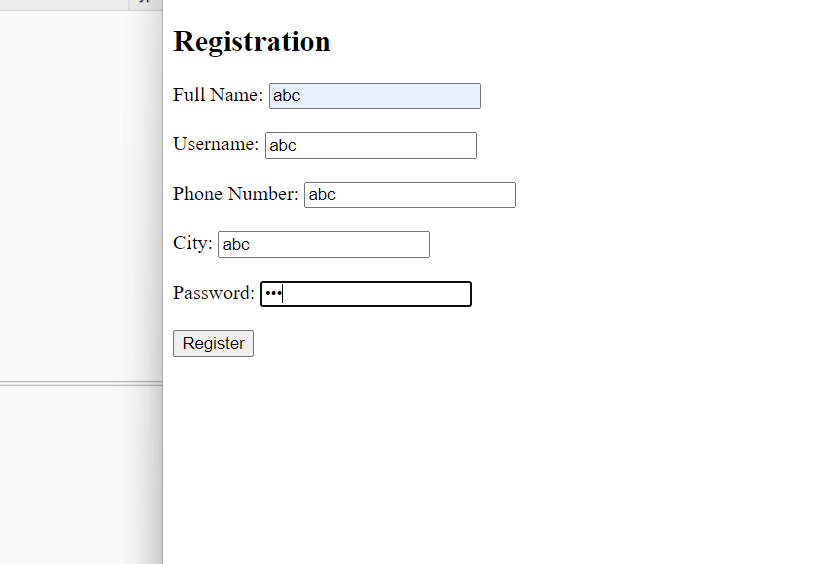 Registration
Full Name: abc
Username: abc
Phone Number: abc
City: abc
Password: •••
Register